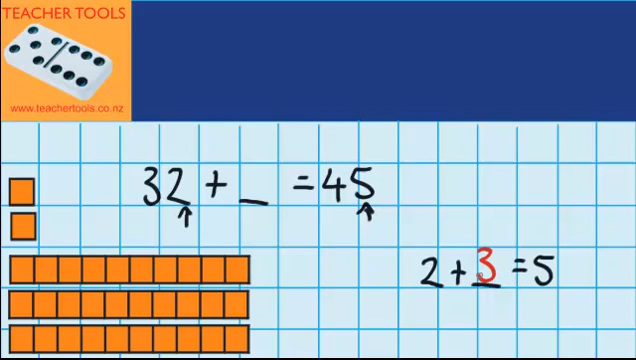 TEACHER TOOLS
www.teachertools.co.nz
32 + _ = 45
2 + 3 = 5